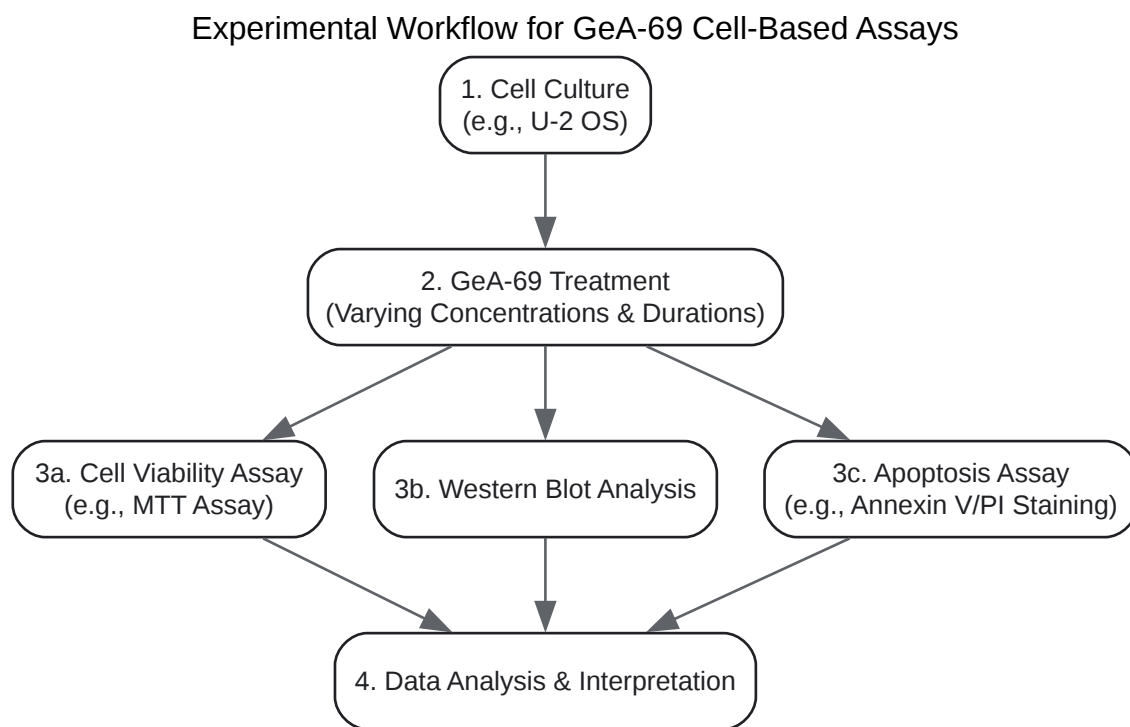 Experimental Workflow for GeA-69 Cell-Based Assays
1. Cell Culture
(e.g., U-2 OS)
2. GeA-69 Treatment
(Varying Concentrations & Durations)
3a. Cell Viability Assay
(e.g., MTT Assay)
3b. Western Blot Analysis
3c. Apoptosis Assay
(e.g., Annexin V/PI Staining)
4. Data Analysis & Interpretation